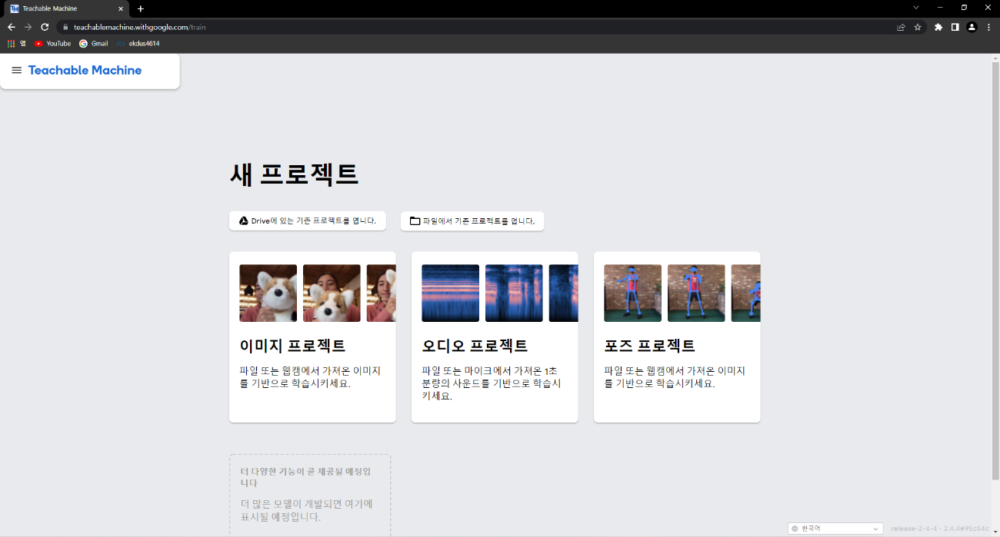 Teachable Machine
teachablemachine.withgoogle.com/train
앱
YouTube
Gmail
ekdus4614
Teachable Machine
새 프로젝트
Drive에 있는 기존 프로젝트를 엽니다.
파일에서 기존 프로젝트를 엽니다.
이미지 프로젝트
파일 또는 웹캠에서 가져온 이미지
를 기반으로 학습시키세요.
오디오 프로젝트
파일 또는 마이크에서 가져온 1초
분량의 사운드를 기반으로 학습시
키세요.
포즈 프로젝트
파일 또는 웹캠에서 가져온 이미지
를 기반으로 학습시키세요.
더 다양한 기능이 곧 제공될 예정입
니다
더 많은 모델이 개발되면 여기에
표시될 예정입니다.
한국어
release-2-4-4 - 2.4.4#95c54c